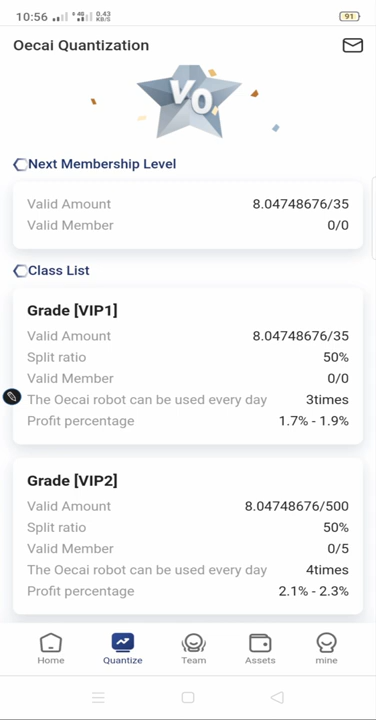 10:56 4G 0.43 KB/S 91
Oecai Quantization
V0
Next Membership Level
Valid Amount 8.04748676/35
Valid Member 0/0
Class List
Grade [VIP1]
Valid Amount 8.04748676/35
Split ratio 50%
Valid Member 0/0
The Oecai robot can be used every day 3times
Profit percentage 1.7% - 1.9%
Grade [VIP2]
Valid Amount 8.04748676/500
Split ratio 50%
Valid Member 0/5
The Oecai robot can be used every day 4times
Profit percentage 2.1% - 2.3%
Home Quantize Team Assets mine